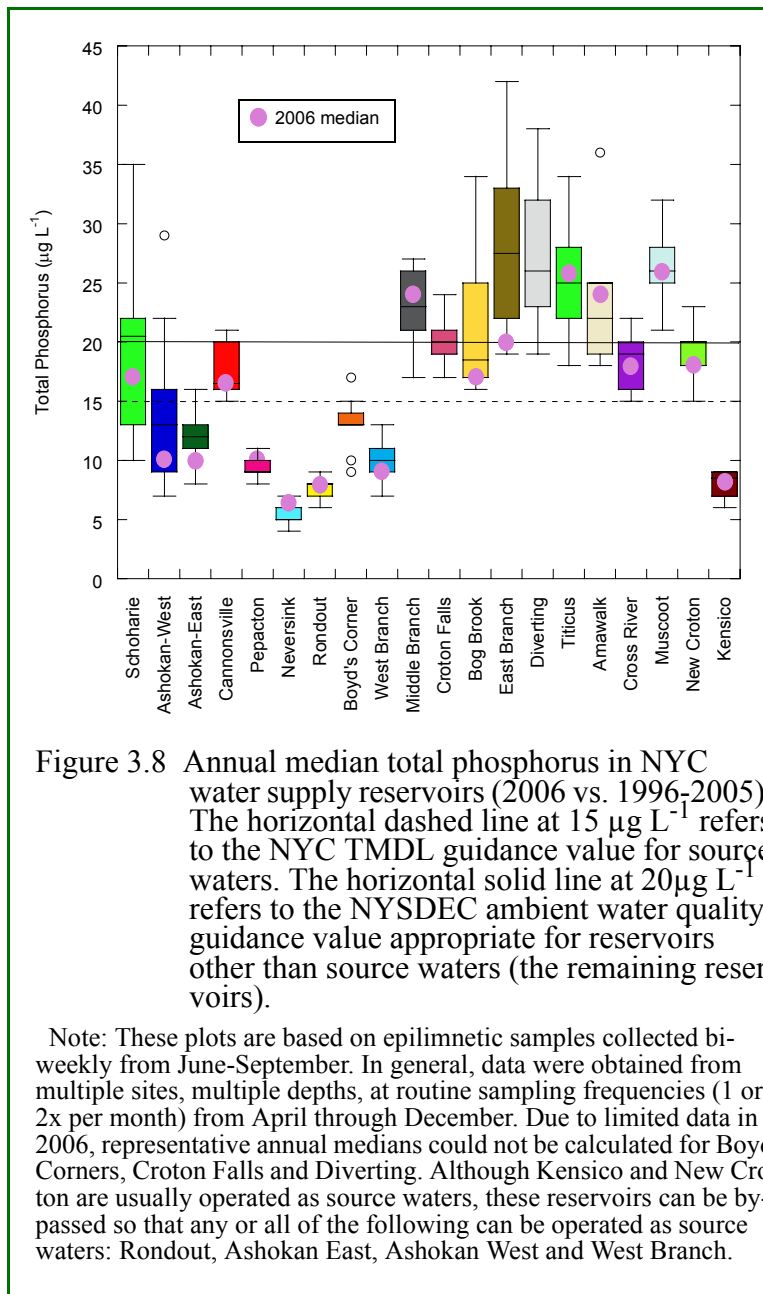 45
40
35
30
25
20
15
10
5
0
Total Phosphorus (µg L-1)
2006 median
Schoharie
Ashokan-West
Ashokan-East
Cannonsville
Pepacton
Neversink
Rondout
Boyd's Corner
West Branch
Middle Branch
Croton Falls
Bog Brook
East Branch
Diverting
Titicus
Amawalk
Cross River
Muscoot
New Croton
Kensico
Figure 3.8 Annual median total phosphorus in NYC
water supply reservoirs (2006 vs. 1996-2005)
The horizontal dashed line at 15 µg L-1 refers
to the NYC TMDL guidance value for source
waters. The horizontal solid line at 20µg L-1
refers to the NYSDEC ambient water quality
guidance value appropriate for reservoirs
other than source waters (the remaining reser
voirs).
Note: These plots are based on epilimnetic samples collected bi-
weekly from June-September. In general, data were obtained from
multiple sites, multiple depths, at routine sampling frequencies (1 or
2x per month) from April through December. Due to limited data in
2006, representative annual medians could not be calculated for Boyd
Corners, Croton Falls and Diverting. Although Kensico and New Cro
ton are usually operated as source waters, these reservoirs can be by-
passed so that any or all of the following can be operated as source
waters: Rondout, Ashokan East, Ashokan West and West Branch.